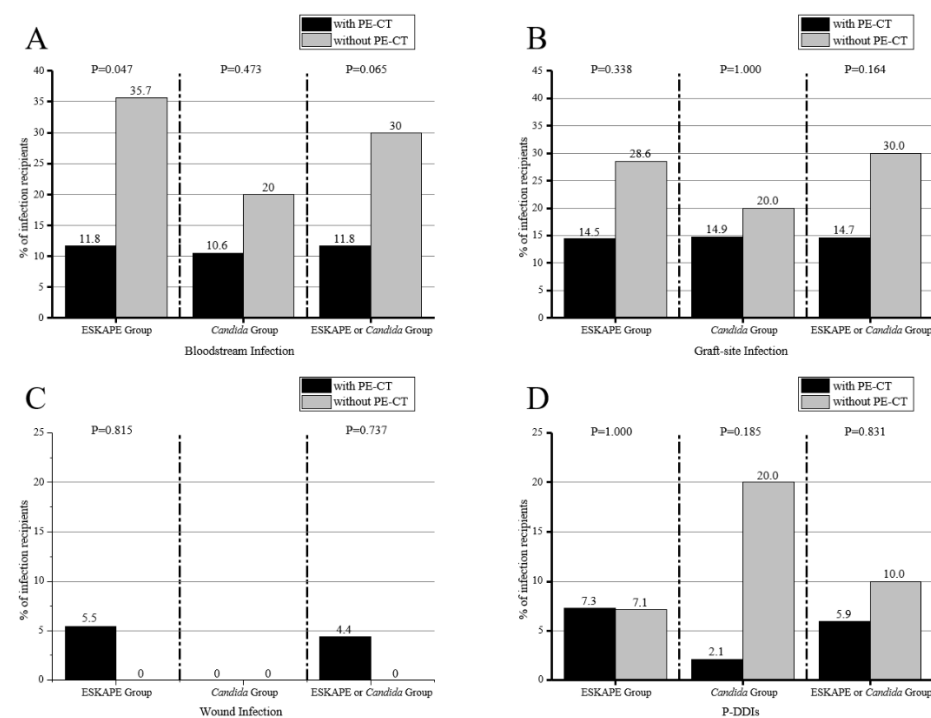 A
with PE-CT
without PE-CT
P=0.047
P=0.473
P=0.065
% of infection recipients
40
35
30
25
20
15
10
5
0
11.8
35.7
10.6
20
11.8
30
ESKAPE Group
Candida Group
ESKAPE or Candida Group
Bloodstream Infection
B
with PE-CT
without PE-CT
P=0.338
P=1.000
P=0.164
% of infection recipients
45
40
35
30
25
20
15
10
5
0
14.5
28.6
14.9
20.0
14.7
30.0
ESKAPE Group
Candida Group
ESKAPE or Candida Group
Graft-site Infection
C
with PE-CT
without PE-CT
P=0.815
P=0.737
% of infection recipients
25
20
15
10
5
0
5.5
0
0
0
4.4
0
ESKAPE Group
Candida Group
ESKAPE or Candida Group
Wound Infection
D
with PE-CT
without PE-CT
P=1.000
P=0.185
P=0.831
% of infection recipients
25
20
15
10
5
0
7.3
7.1
2.1
20.0
5.9
10.0
ESKAPE Group
Candida Group
ESKAPE or Candida Group
P-DDIs